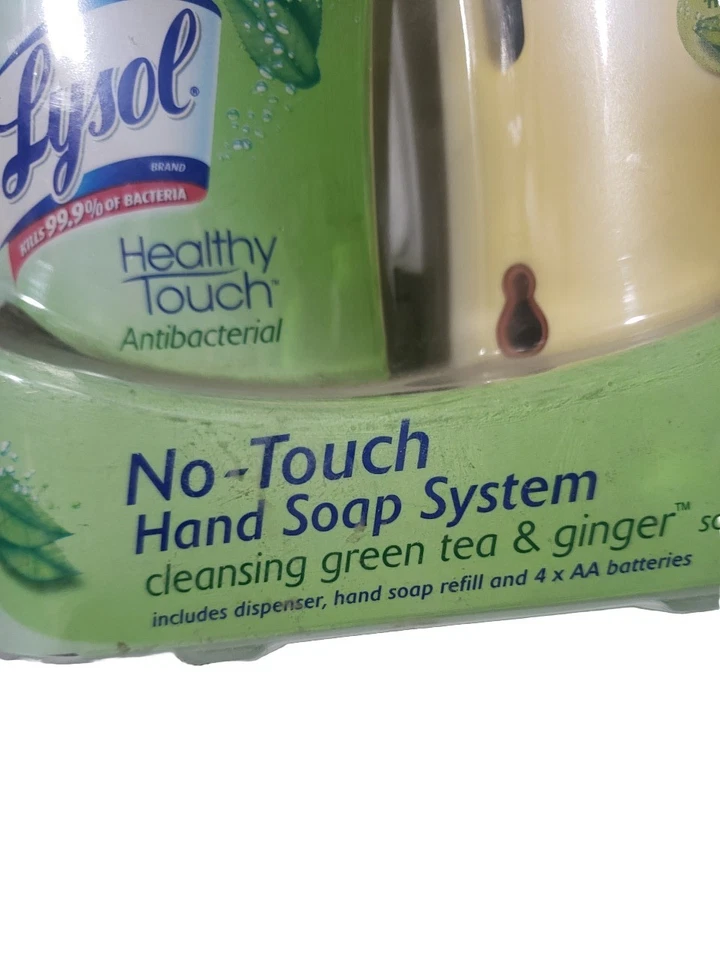 Lysol®
BRAND
KILLS 99.9% OF BACTERIA
Healthy
Touch™
Antibacterial
No-Touch
Hand Soap System
cleansing green tea & ginger™
includes dispenser, hand soap refill and 4 x AA batteries